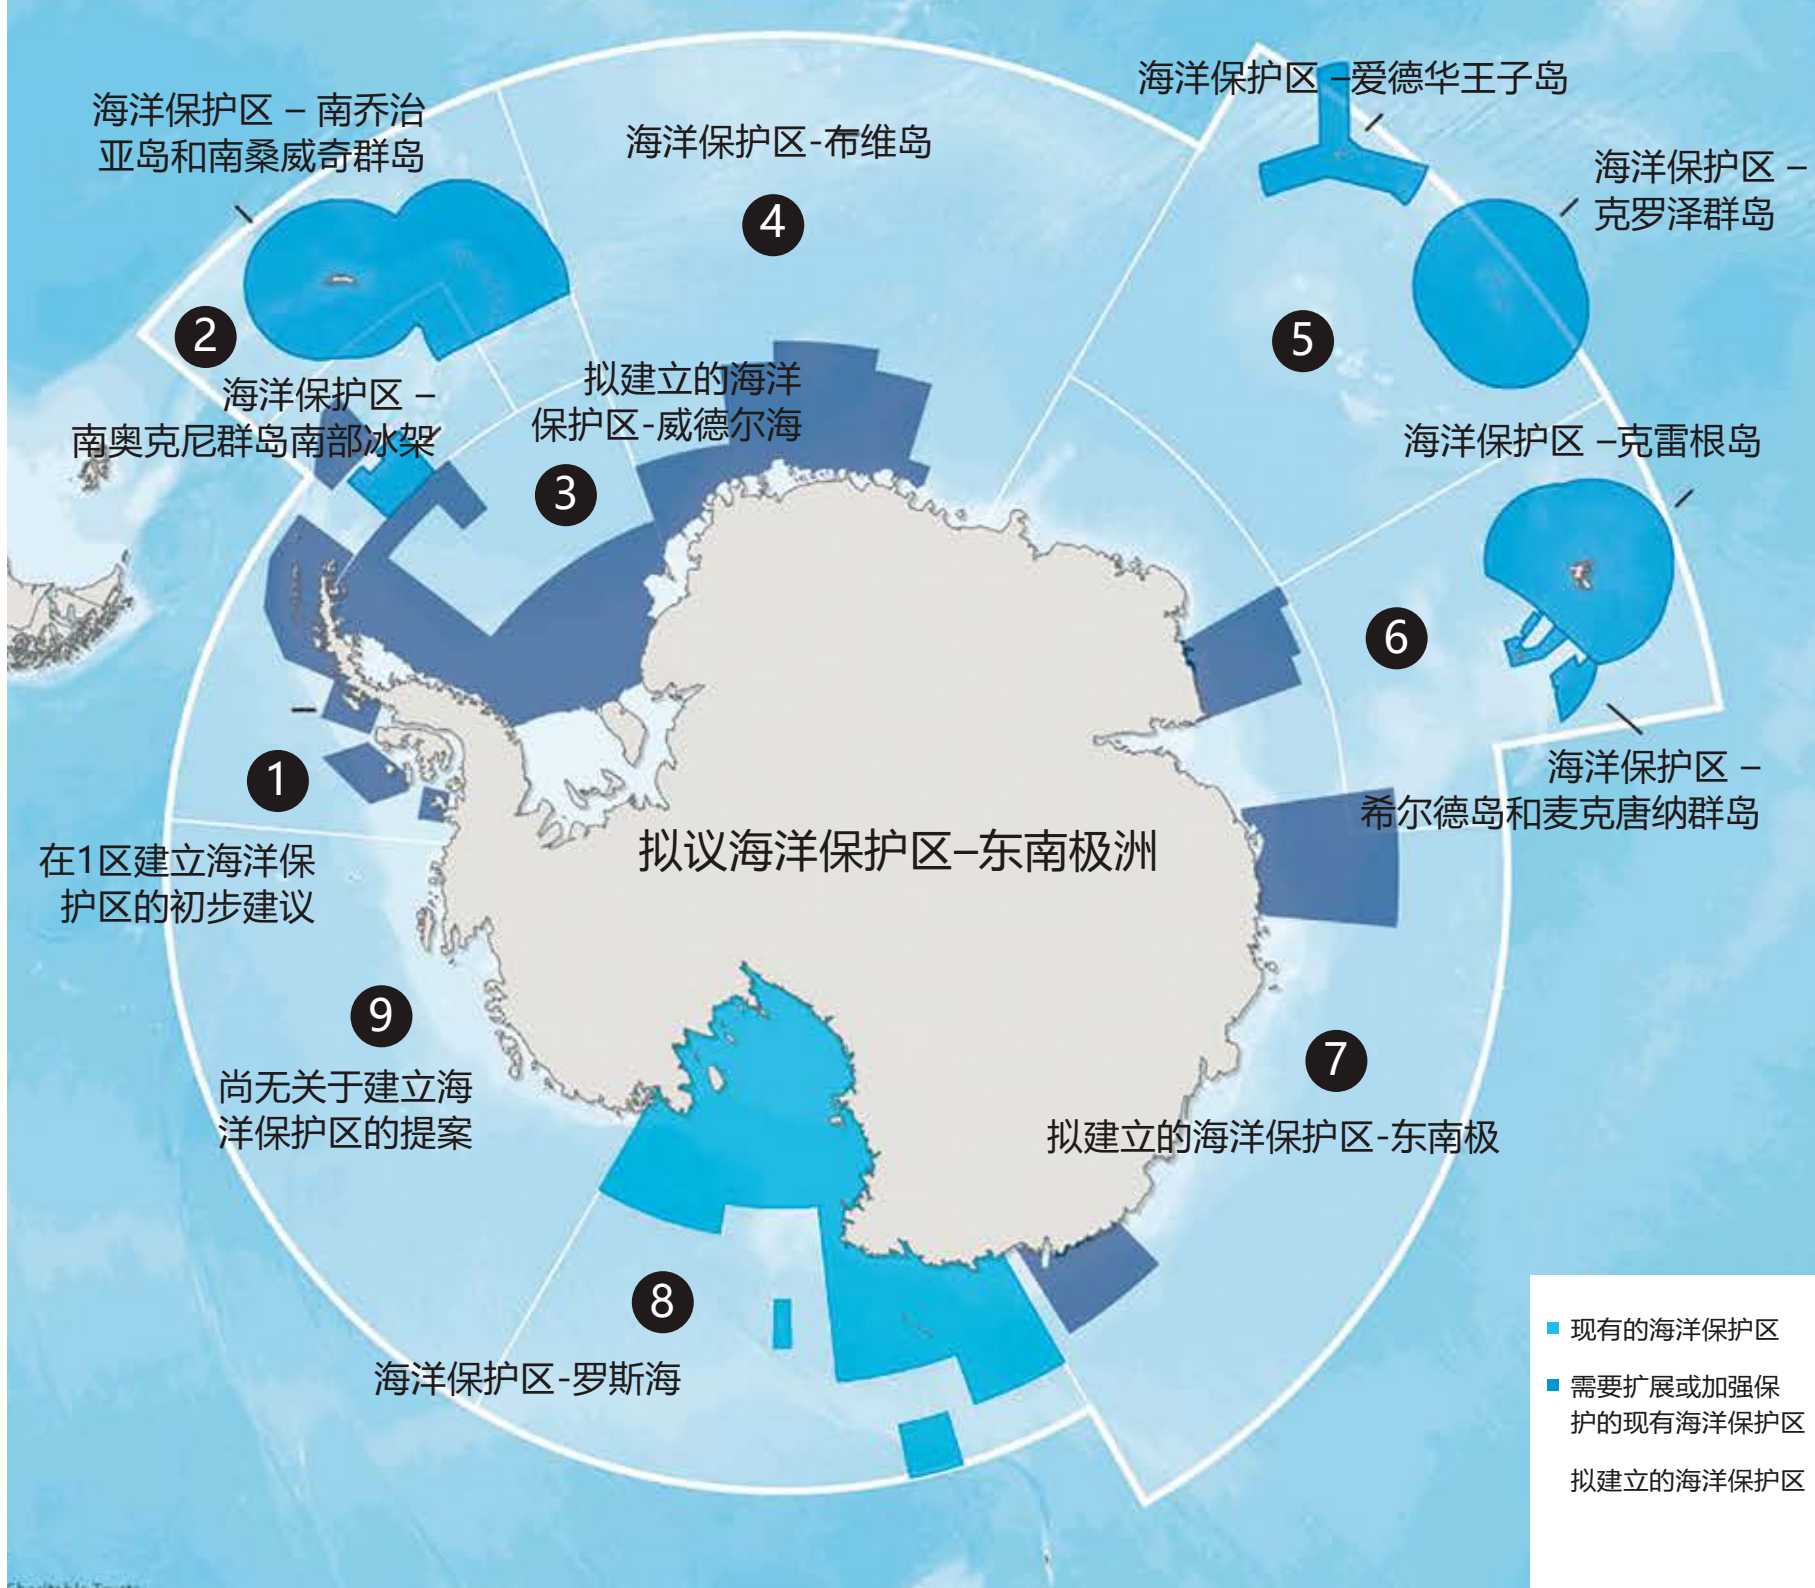 海洋保护区 – 南乔治
亚岛和南桑威奇群岛
海洋保护区-布维岛
海洋保护区 –爱德华王子岛
海洋保护区 –
克罗泽群岛
4
2
5
海洋保护区 –
南奥克尼群岛南部冰架
拟建立的海洋
保护区-威德尔海
3
海洋保护区 –克雷根岛
6
海洋保护区 –
希尔德岛和麦克唐纳群岛
1
在1区建立海洋保
护区的初步建议
拟议海洋保护区–东南极洲
9
尚无关于建立海
洋保护区的提案
7
拟建立的海洋保护区-东南极
8
海洋保护区-罗斯海
现有的海洋保护区
需要扩展或加强保
护的现有海洋保护区
拟建立的海洋保护区